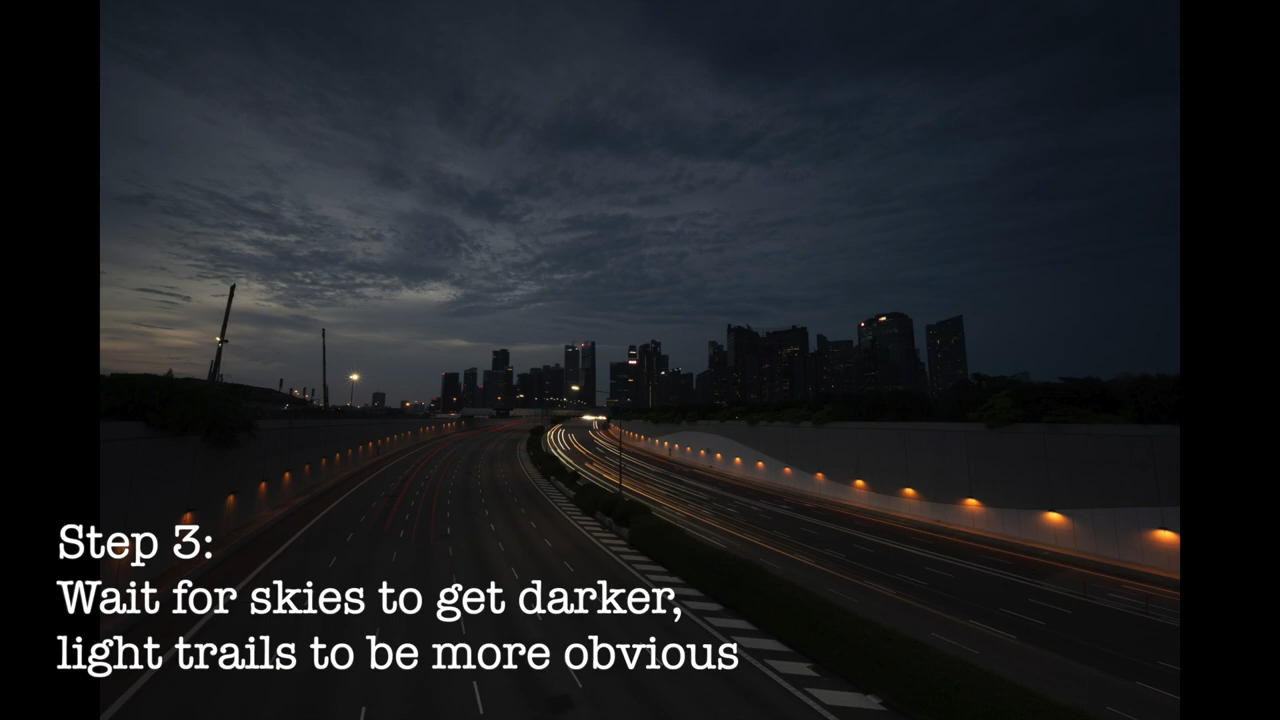 Step 3:
Wait for skies to get darker,
light trails to be more obvious